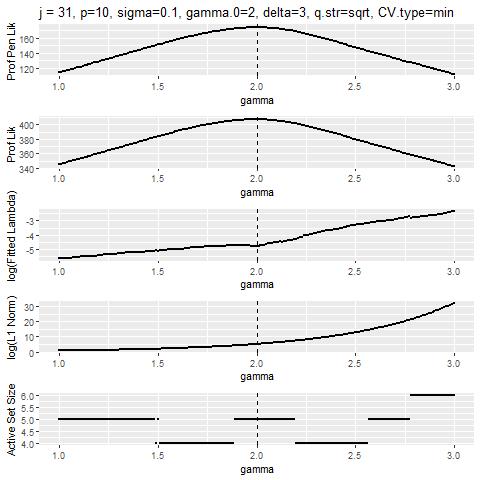 j = 31, p=10, sigma=0.1, gamma.0=2, delta=3, q.str=sqrt, CV.type=min
Prof Pen Lik
160
140
120
1.0 1.5 2.0 2.5 3.0
gamma
Prof Lik
400
380
360
340
1.0 1.5 2.0 2.5 3.0
gamma
log(Fitted Lambda)
-3
-4
-5
1.0 1.5 2.0 2.5 3.0
gamma
log(L1 Norm)
30
20
10
0
1.0 1.5 2.0 2.5 3.0
gamma
Active Set Size
6.0
5.5
5.0
4.5
4.0
1.0 1.5 2.0 2.5 3.0
gamma